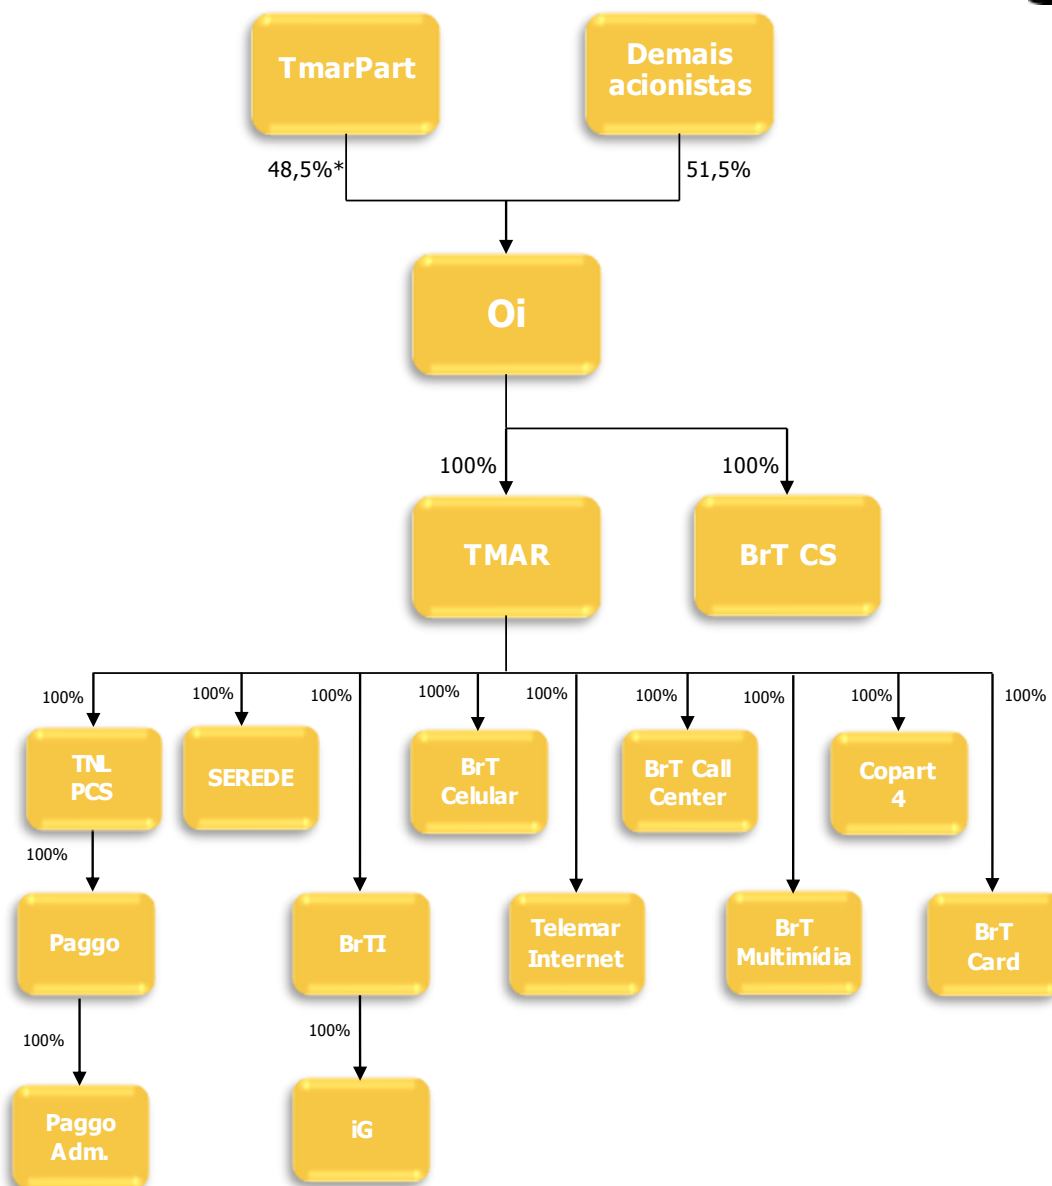 TmarPart
Demais
acionistas
48,5%*
51,5%
Oi
100%
100%
TMAR
BrT CS
100%
100%
100%
100%
100%
100%
100%
100%
100%
TNL
PCS
SEREDE
BrT
Celular
BrT Call
Center
Copart
4
100%
Paggo
BrTI
Telemar
Internet
BrT
Multimídia
BrT
Card
100%
100%
Paggo
Adm.
iG